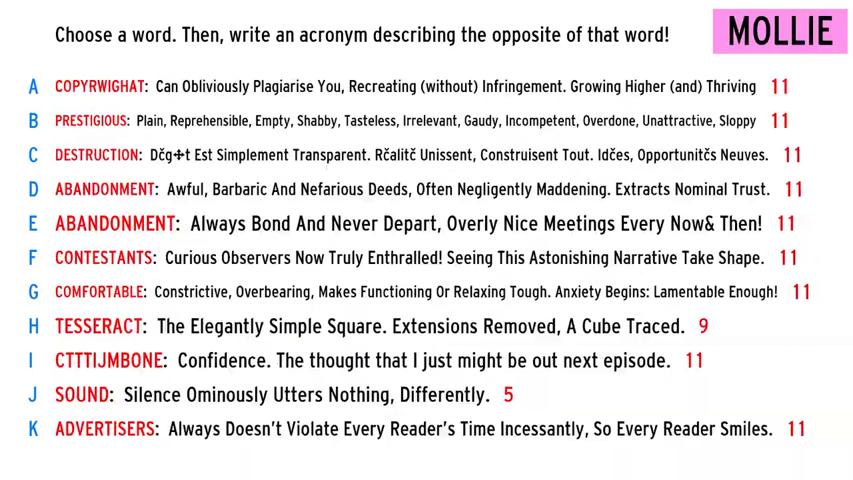 Choose a word. Then, write an acronym describing the opposite of that word!
MOLLIE
A COPYRWIGHAT: Can Obliviously Plagiarise You, Recreating (without) Infringement. Growing Higher (and) Thriving 11
B PRESTIGIOUS: Plain, Reprehensible, Empty, Shabby, Tasteless, Irrelevant, Gaudy, Incompetent, Overdone, Unattractive, Sloppy 11
C DESTRUCTION: Dčg✢t Est Simplement Transparent. Rčalitč Unissent, Construisent Tout. Idčes, Opportunitčs Neuves. 11
D ABANDONMENT: Awful, Barbaric And Nefarious Deeds, Often Negligently Maddening. Extracts Nominal Trust. 11
E ABANDONMENT: Always Bond And Never Depart, Overly Nice Meetings Every Now& Then! 11
F CONTESTANTS: Curious Observers Now Truly Enthralled! Seeing This Astonishing Narrative Take Shape. 11
G COMFORTABLE: Constrictive, Overbearing, Makes Functioning Or Relaxing Tough. Anxiety Begins: Lamentable Enough! 11
H TESSERACT: The Elegantly Simple Square. Extensions Removed, A Cube Traced. 9
I CTTTIJMBONE: Confidence. The thought that I just might be out next episode. 11
J SOUND: Silence Ominously Utters Nothing, Differently. 5
K ADVERTISERS: Always Doesn't Violate Every Reader's Time Incessantly, So Every Reader Smiles. 11